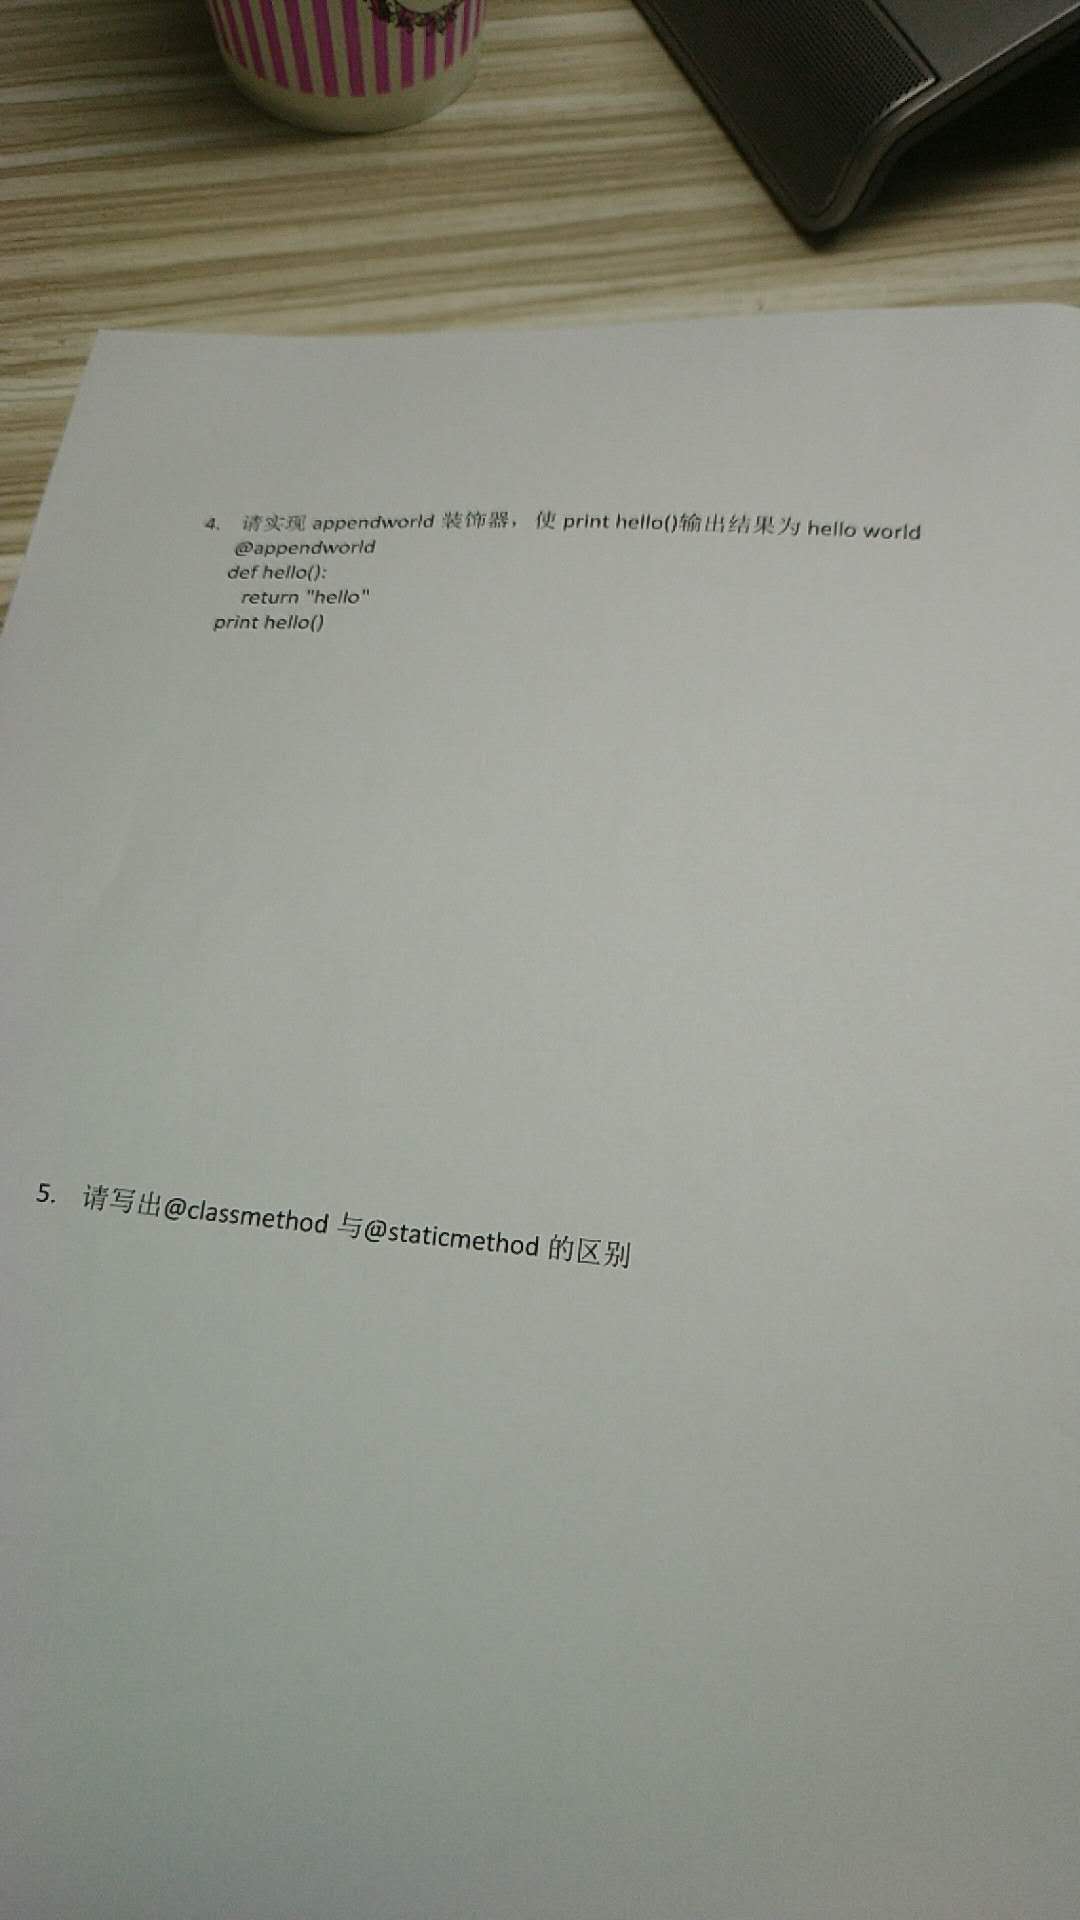 4. 请实现 appendworld 装饰器，使 print hello()输出结果为 hello world
@appendworld
def hello():
return "hello"
print hello()
5. 请写出@classmethod 与@staticmethod 的区别